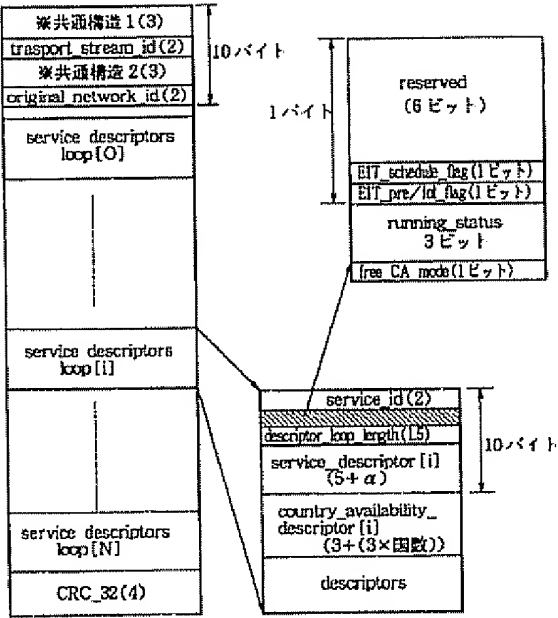 ※共通構造1(3)
trasport_stream_id(2)
※共通構造2(3)
original_network_id(2)
10バイト
service descriptors
loop[0]
service descriptors
loop[i]
service descriptors
loop[N]
CRC_32(4)
reserved
(6ビット)
1バイト
EIT_schedule_flag(1ビット)
EIT_pre/fol_flag(1ビット)
running_status
3ビット
free_CA_mode(1ビット)
service_id(2)
descriptor_loop_length(1.5)
service_descriptor[i]
(5+α)
10バイト
country_availability_
descriptor[i]
(3+(3×国数))
descriptors